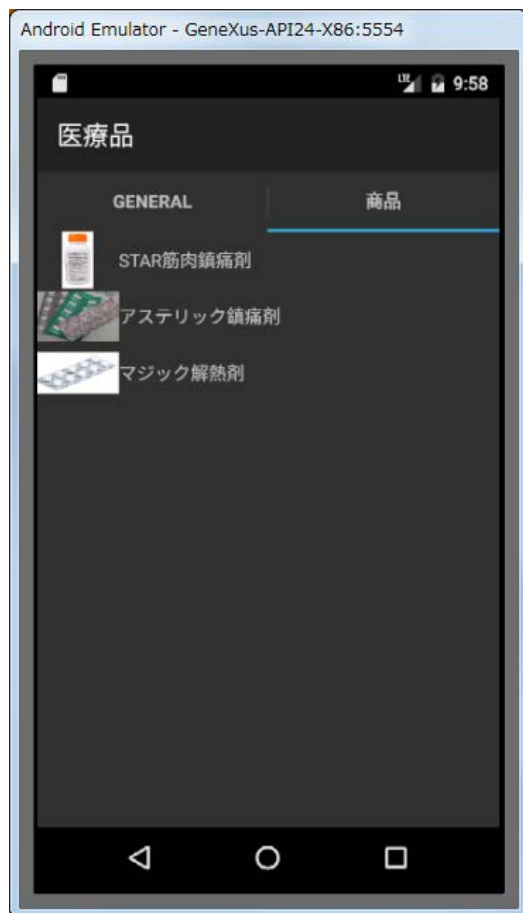 Android Emulator - GeneXus-API24-X86:5554
LTE 9:58
医療品
GENERAL 商品
STAR筋肉鎮痛剤
アステリック鎮痛剤
マジック解熱剤